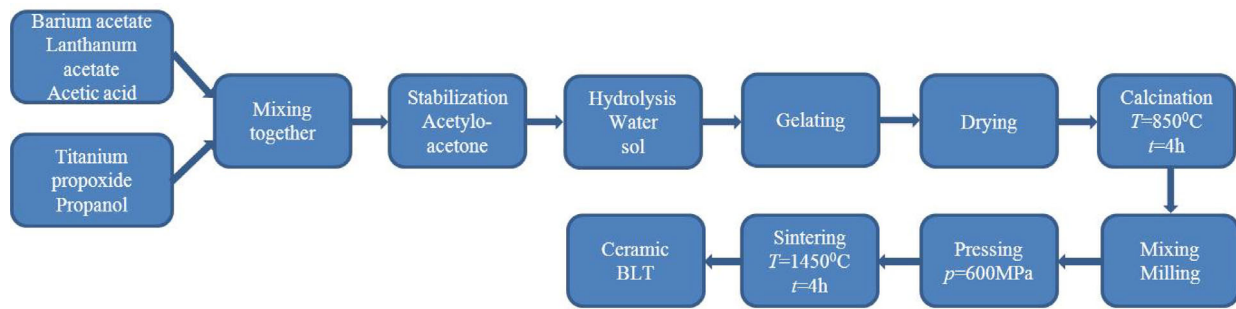 Barium acetate
Lanthanum
acetate
Acetic acid
Titanium
propoxide
Propanol
Mixing
together
Stabilization
Acetylo-
acetone
Hydrolysis
Water
sol
Gelating
Drying
Calcination
T=850⁰C
t=4h
Mixing
Milling
Pressing
p=600MPa
Sintering
T=1450⁰C
t=4h
Ceramic
BLT